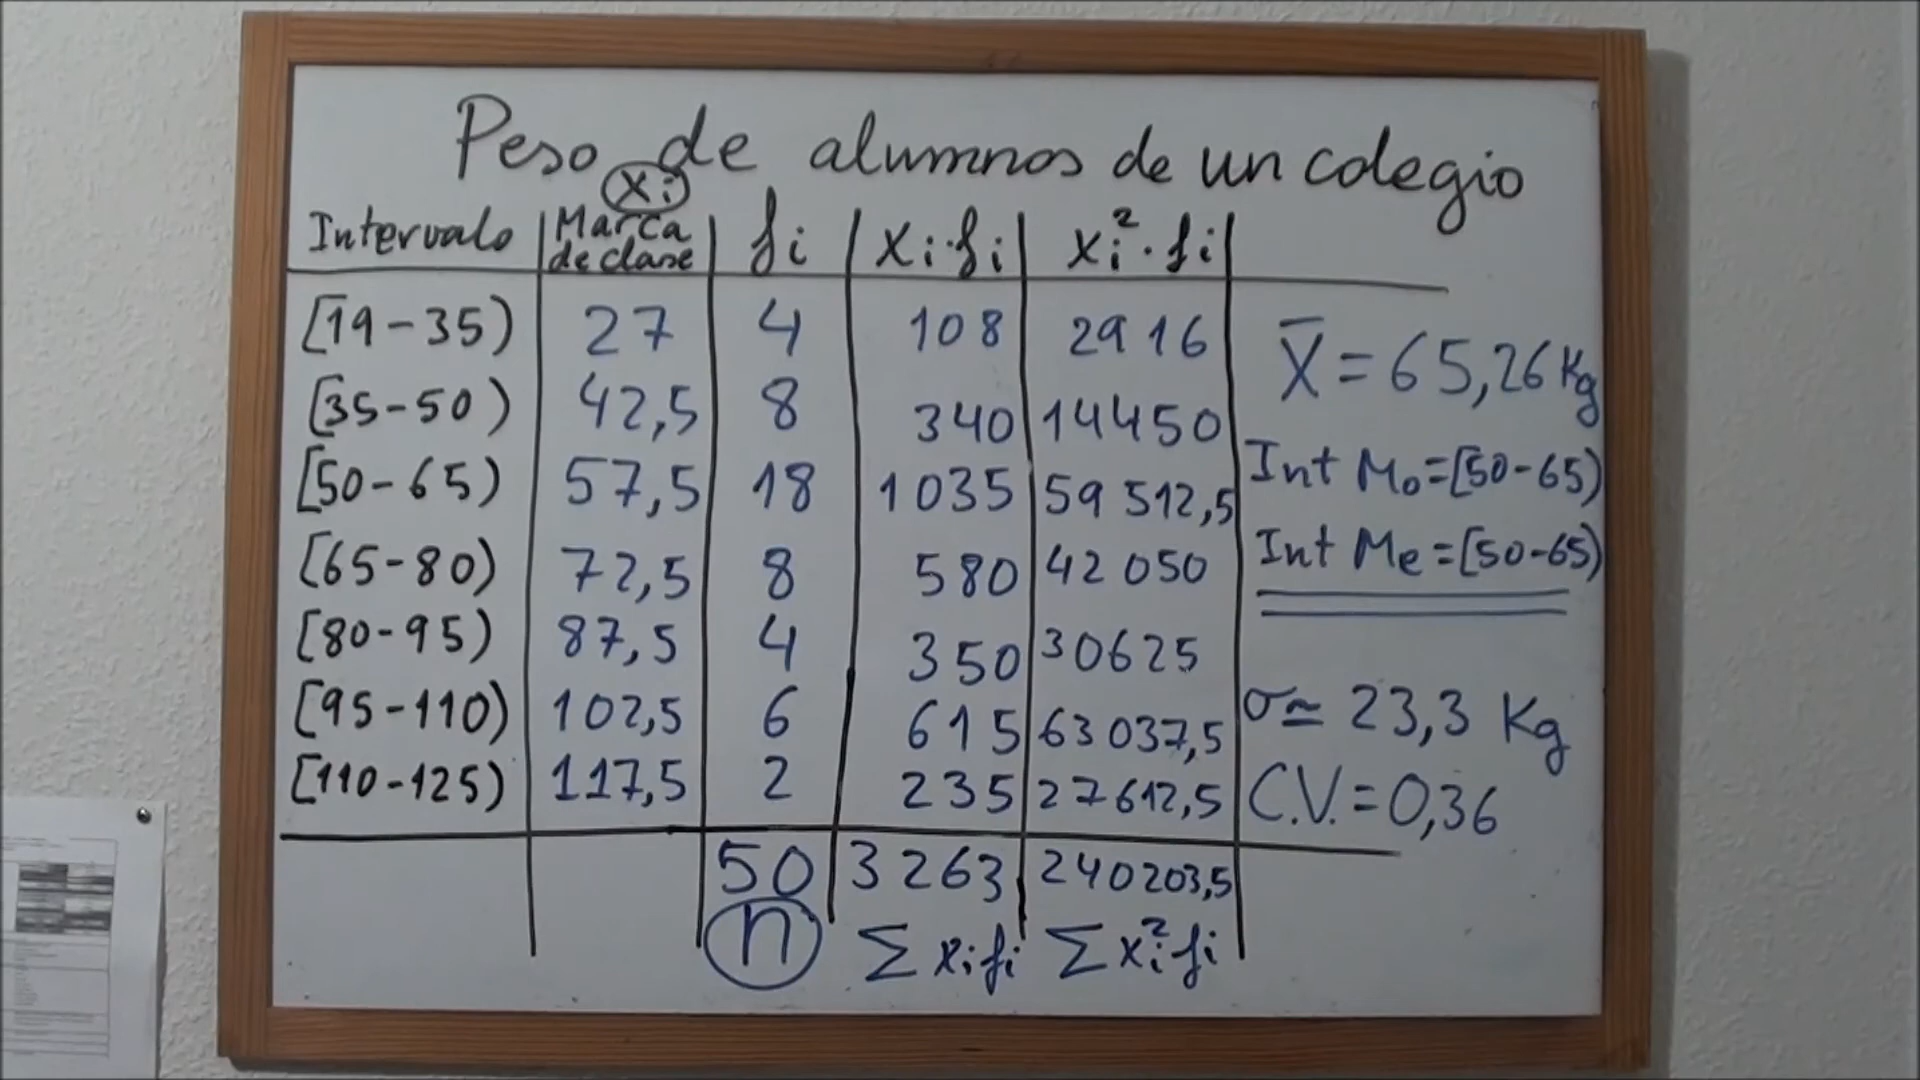 Peso de alumnos de un colegio
xi
Intervalo Marca de clase fi xi·fi xi²·fi
[19-35) 27 4 108 2916
[35-50) 42,5 8 340 14450
[50-65) 57,5 18 1035 59512,5
[65-80) 72,5 8 580 42050
[80-95) 87,5 4 350 30625
[95-110) 102,5 6 615 63037,5
[110-125) 117,5 2 235 27612,5
50 3263 240203,5
n Σxifi Σxi²fi
X̄=65,26Kg
Int Mo=[50-65)
Int Me=[50-65)
σ≃ 23,3 Kg
C.V.=0,36